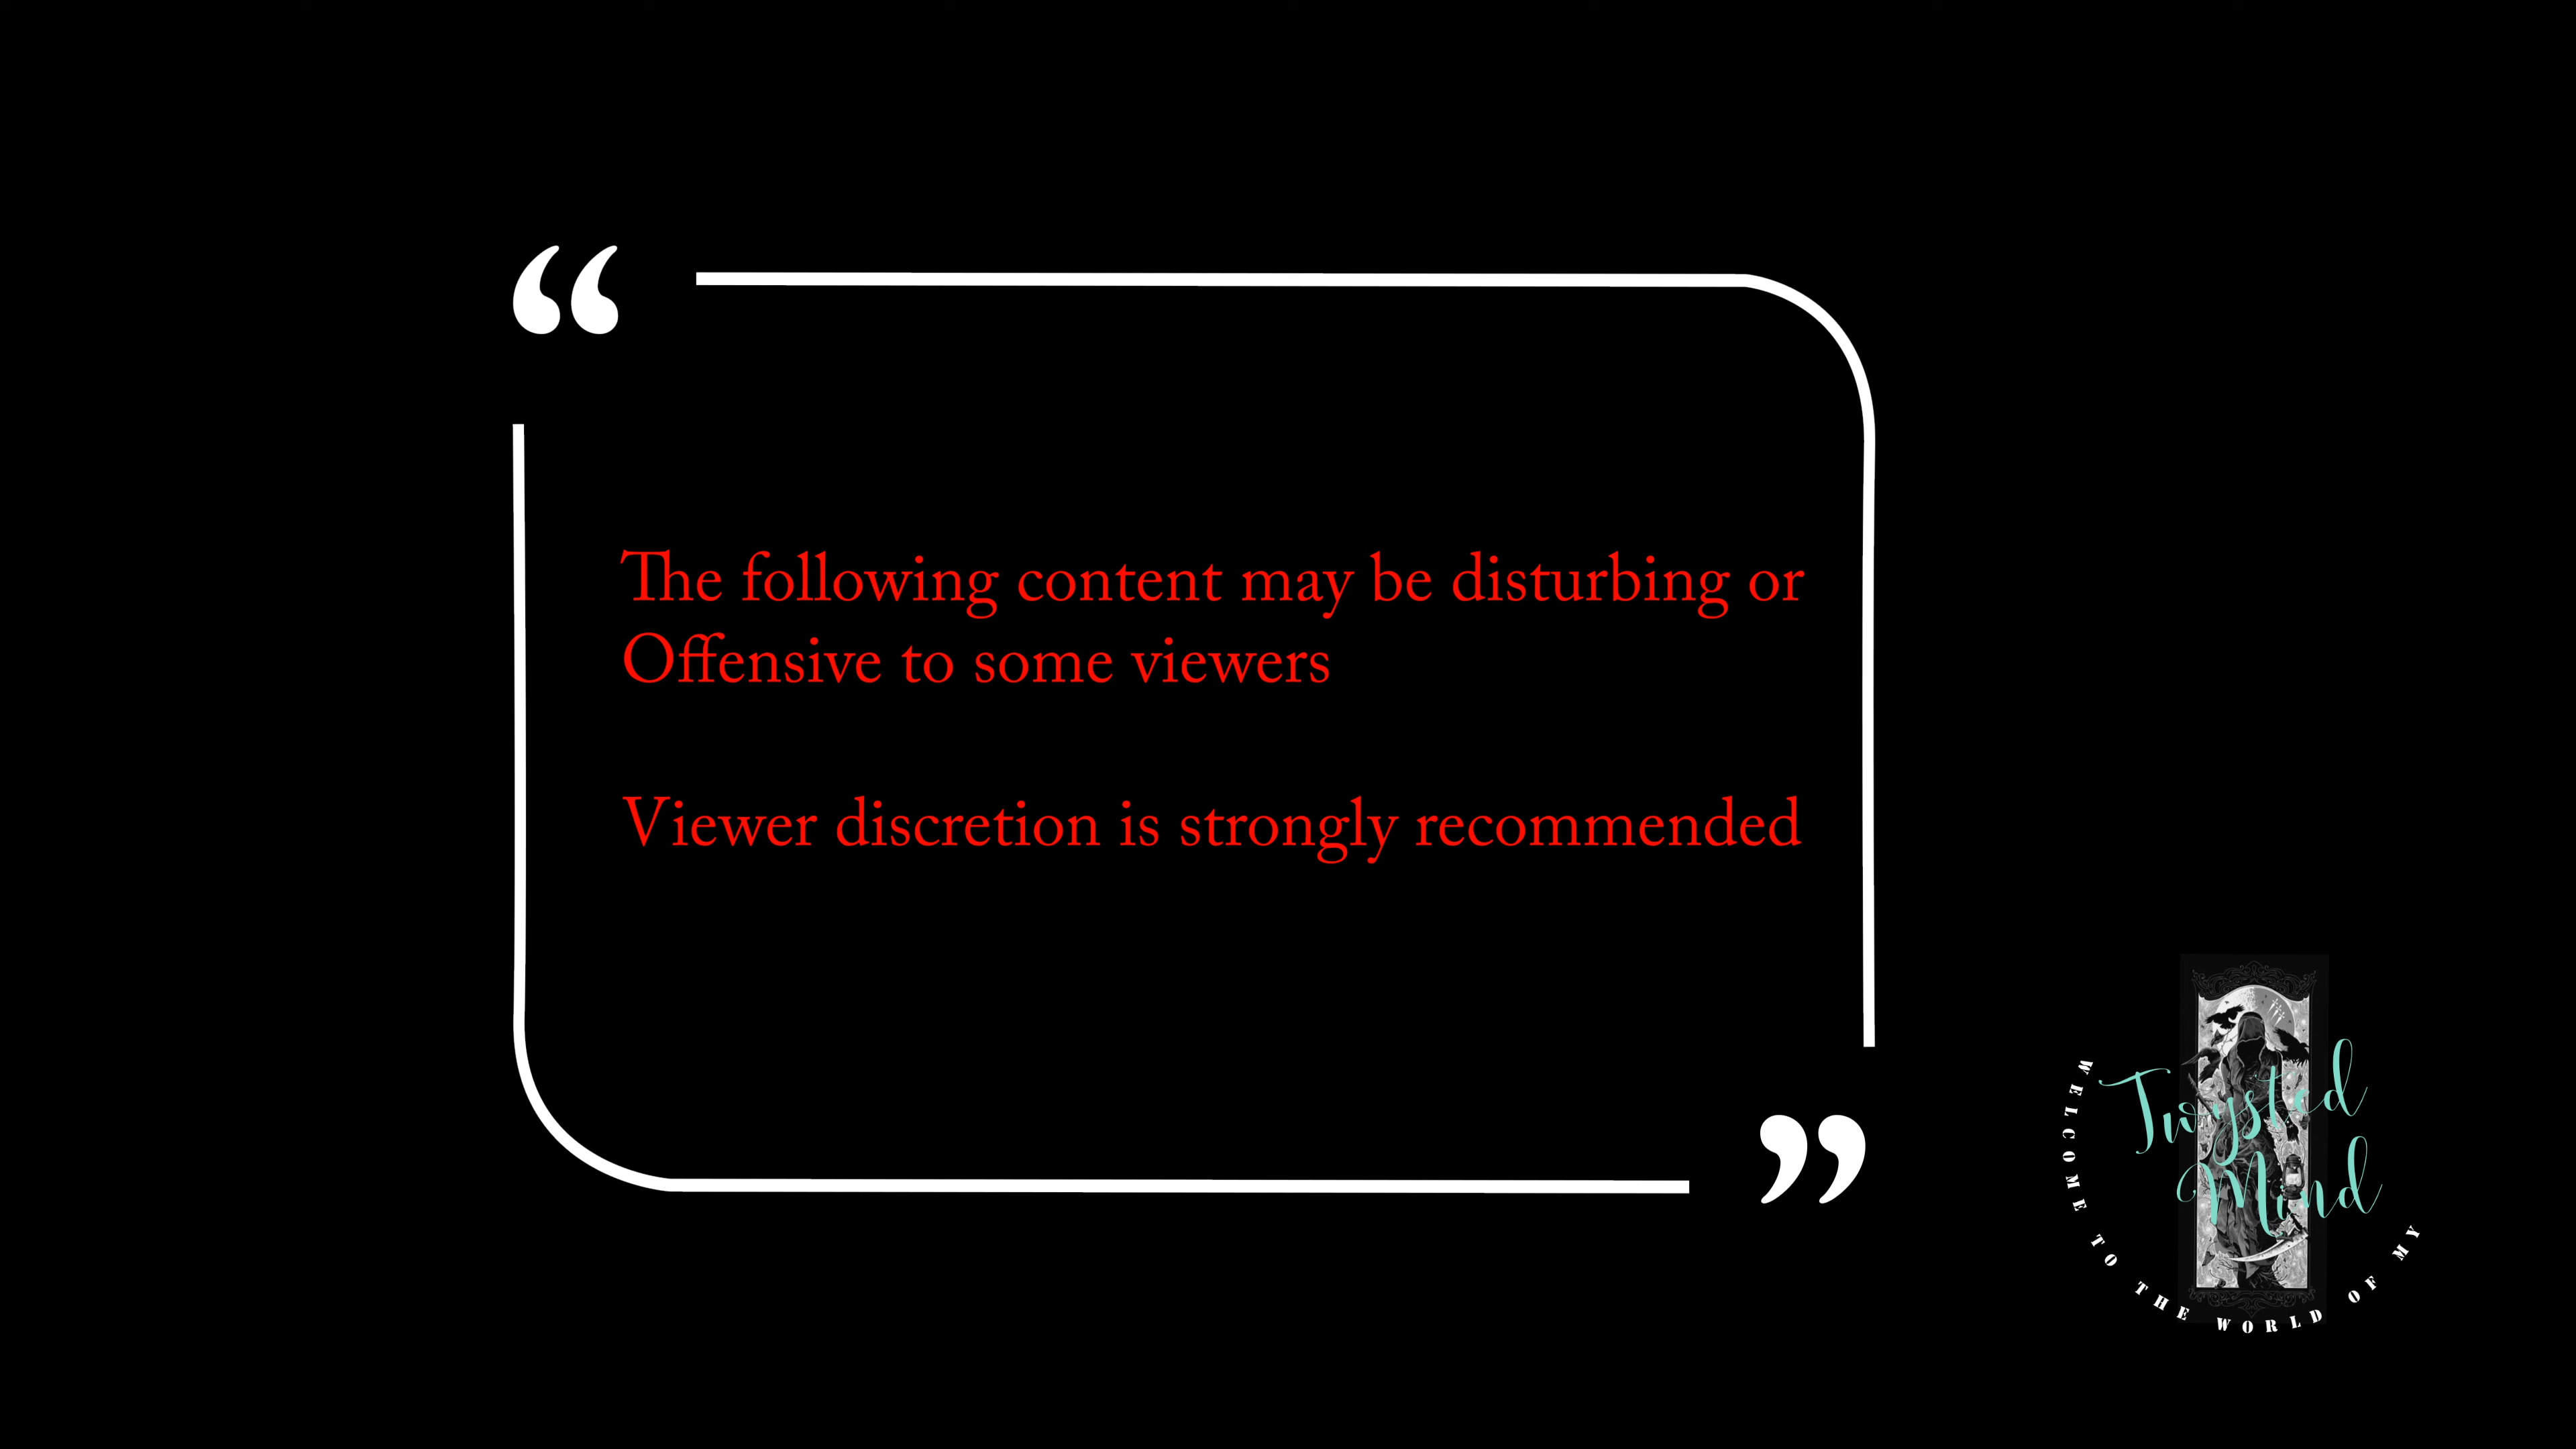 “
The following content may be disturbing or
Offensive to some viewers
Viewer discretion is strongly recommended
”
Twysted
Mind
WELCOME TO THE WORLD OF MY